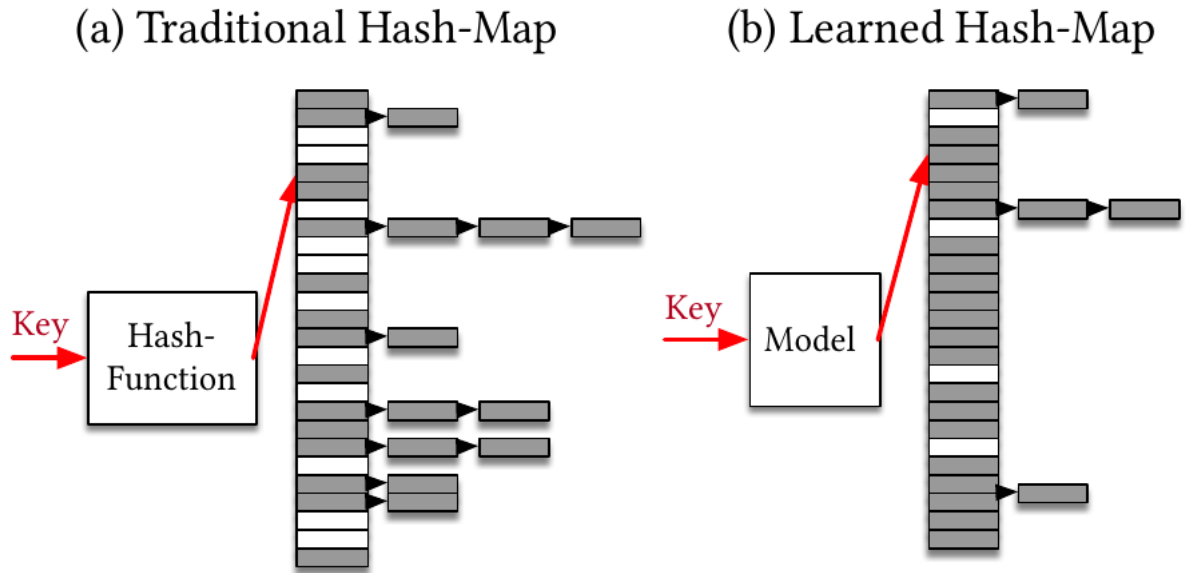 (a) Traditional Hash-Map
(b) Learned Hash-Map
Key
Hash-
Function
Key
Model